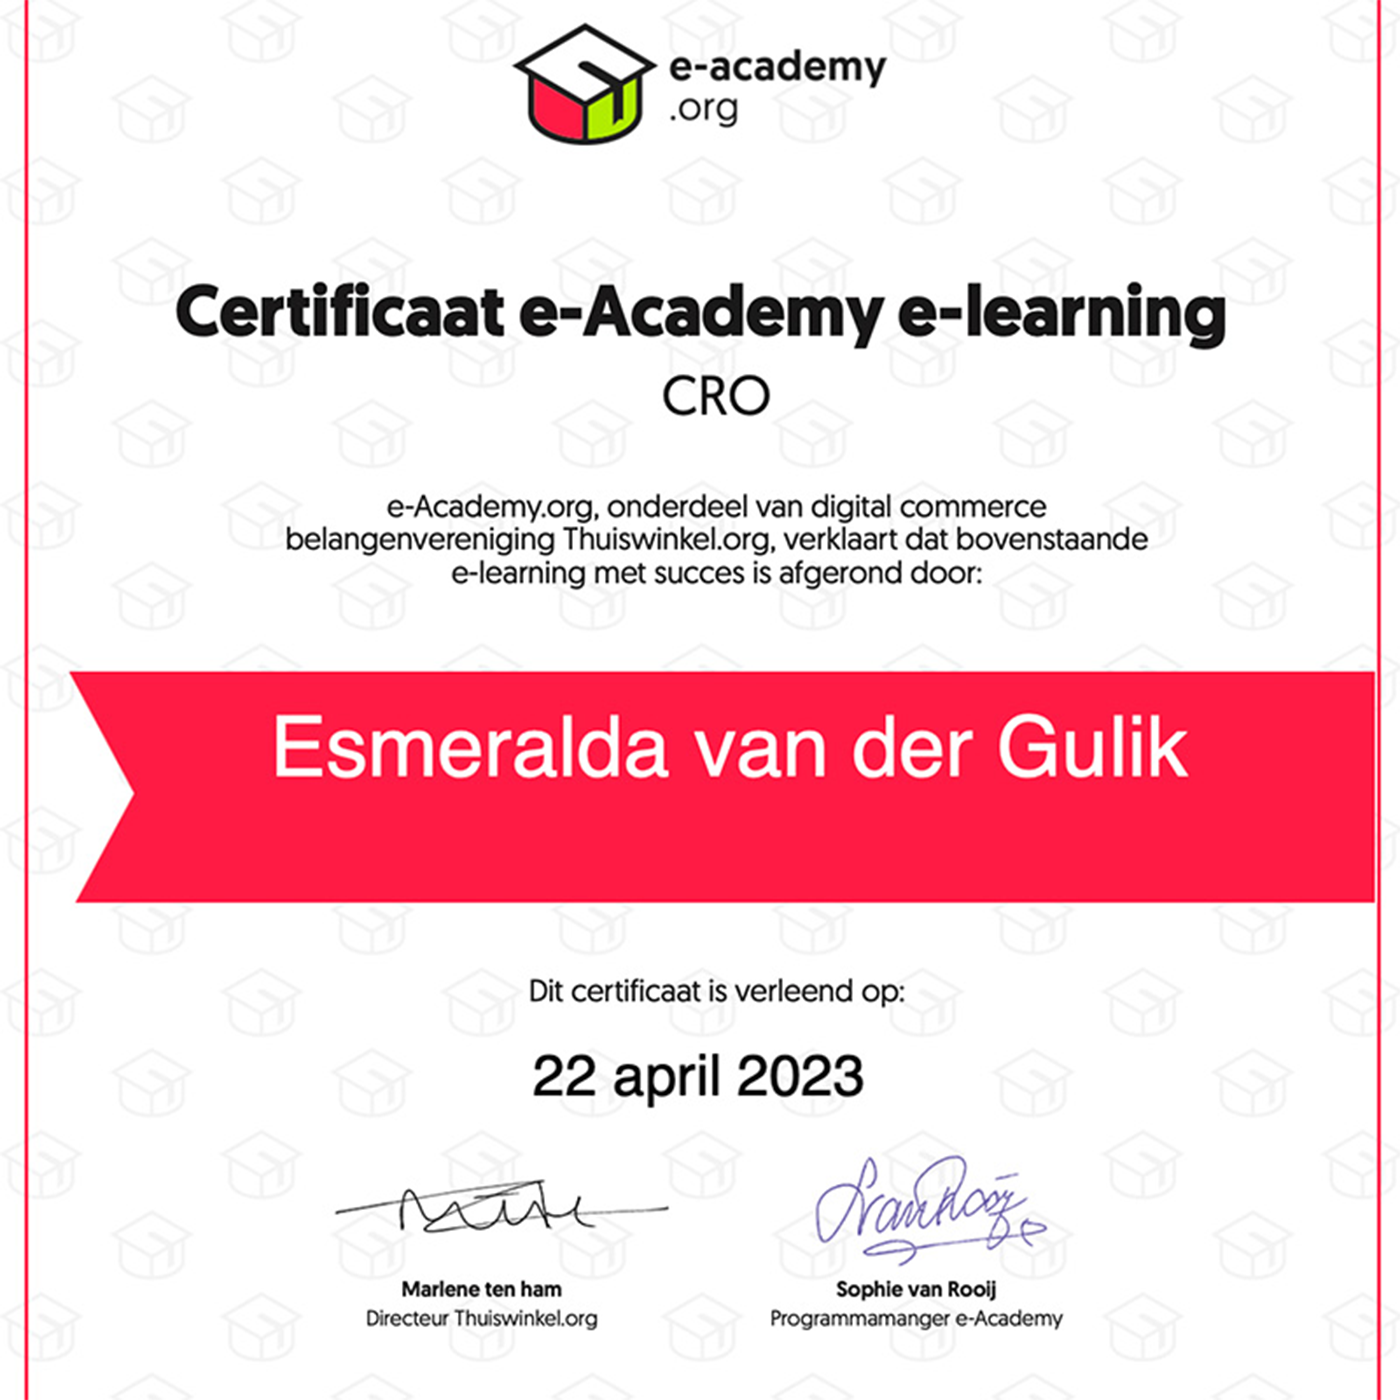 e-academy
.org
Certificaat e-Academy e-learning
CRO
e-Academy.org, onderdeel van digital commerce
belangenvereniging Thuiswinkel.org, verklaart dat bovenstaande
e-learning met succes is afgerond door:
Esmeralda van der Gulik
Dit certificaat is verleend op:
22 april 2023
SvanRooij
Marlene ten ham
Directeur Thuiswinkel.org
Sophie van Rooij
Programmamanger e-Academy